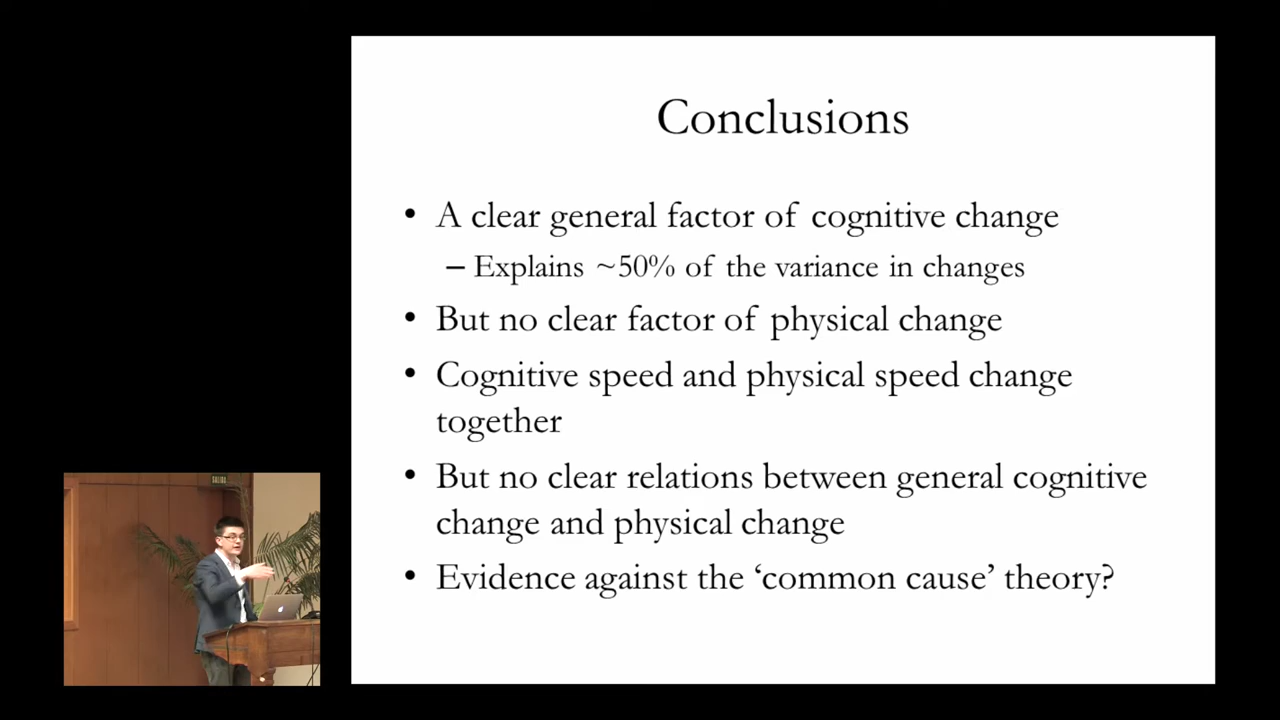 Conclusions
• A clear general factor of cognitive change
– Explains ~50% of the variance in changes
• But no clear factor of physical change
• Cognitive speed and physical speed change
together
• But no clear relations between general cognitive
change and physical change
• Evidence against the ‘common cause’ theory?
SALIDA